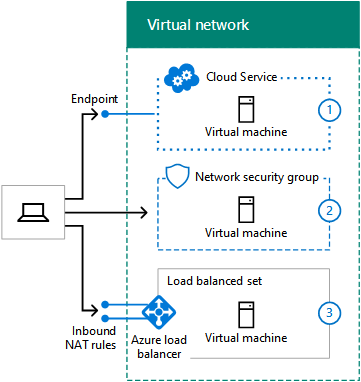 Virtual network
Cloud Service
Endpoint
1
Virtual machine
Network security group
2
Virtual machine
Load balanced set
3
Inbound
NAT rules
Azure load
balancer
Virtual machine